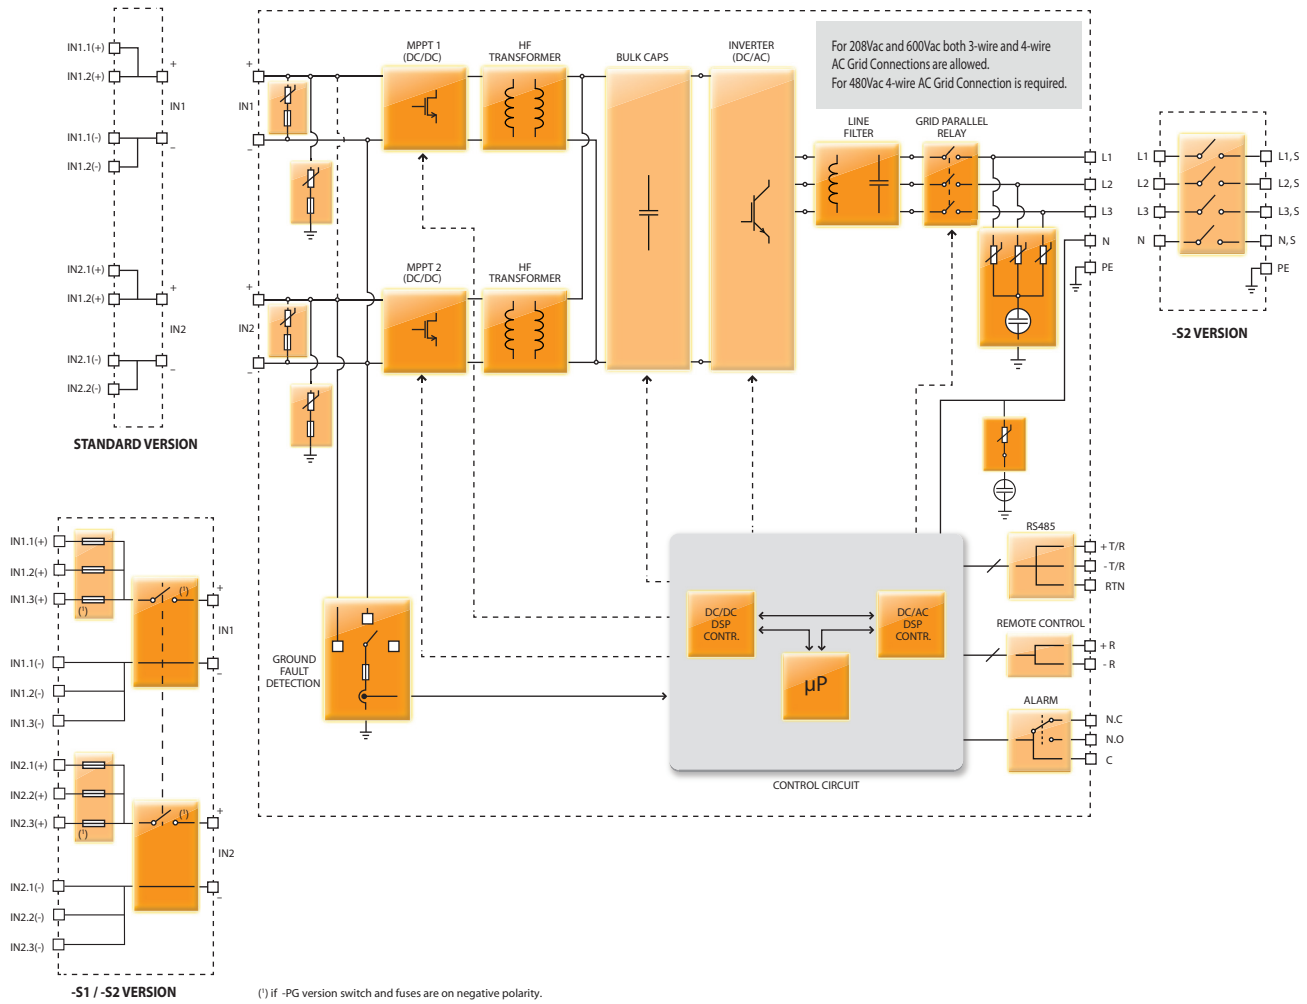 IN1.1(+)
IN1.2(+)
IN1.1(-)
IN1.2(-)
+
IN1
−
IN2.1(+)
IN1.2(+)
IN2.1(-)
IN2.2(-)
+
IN2
−
STANDARD VERSION
+
IN1
−
+
IN2
−
MPPT 1
(DC/DC)
HF
TRANSFORMER
MPPT 2
(DC/DC)
HF
TRANSFORMER
BULK CAPS
INVERTER
(DC/AC)
For 208Vac and 600Vac both 3-wire and 4-wire
AC Grid Connections are allowed.
For 480Vac 4-wire AC Grid Connection is required.
LINE
FILTER
GRID PARALLEL
RELAY
L1
L2
L3
N
PE
L1
L2
L3
N
L1, S
L2, S
L3, S
N, S
PE
-S2 VERSION
IN1.1(+)
IN1.2(+)
IN1.3(+)
(¹)
(¹)
+
IN1
−
IN1.1(-)
IN1.2(-)
IN1.3(-)
IN2.1(+)
IN2.2(+)
IN2.3(+)
(¹)
(¹)
+
IN2
−
IN2.1(-)
IN2.2(-)
IN2.3(-)
-S1 / -S2 VERSION
GROUND
FAULT
DETECTION
DC/DC
DSP
CONTR.
DC/AC
DSP
CONTR.
µP
CONTROL CIRCUIT
RS485
+ T/R
- T/R
RTN
REMOTE CONTROL
+ R
- R
ALARM
N.C
N.O
C
(¹) if -PG version switch and fuses are on negative polarity.